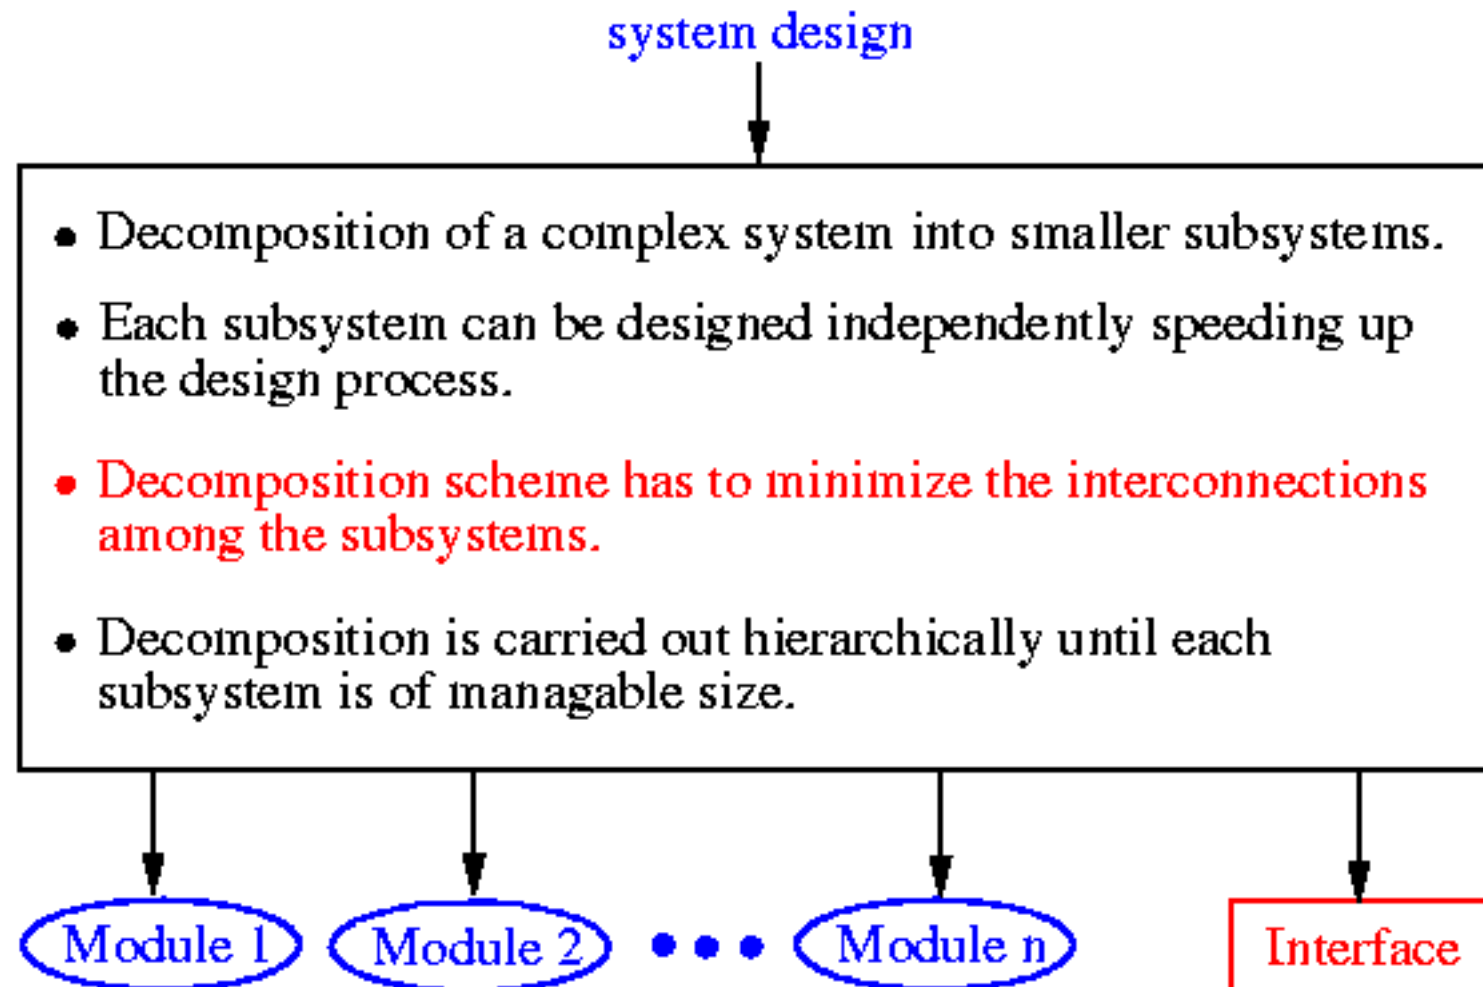 system design
• Decomposition of a complex system into smaller subsystems.
• Each subsystem can be designed independently speeding up
the design process.
• Decomposition scheme has to minimize the interconnections
among the subsystems.
• Decomposition is carried out hierarchically until each
subsystem is of managable size.
Module 1 Module 2 • • • Module n Interface